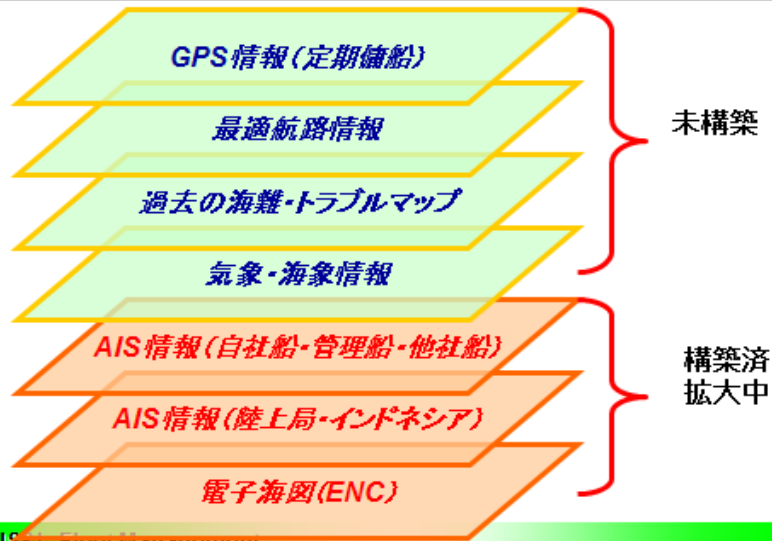 GPS情報(定期傭船)
最適航路情報
未構築
過去の海難・トラブルマップ
気象・海象情報
AIS情報(自社船・管理船・他社船)
構築済
拡大中
AIS情報(陸上局・インドネシア)
電子海図(ENC)